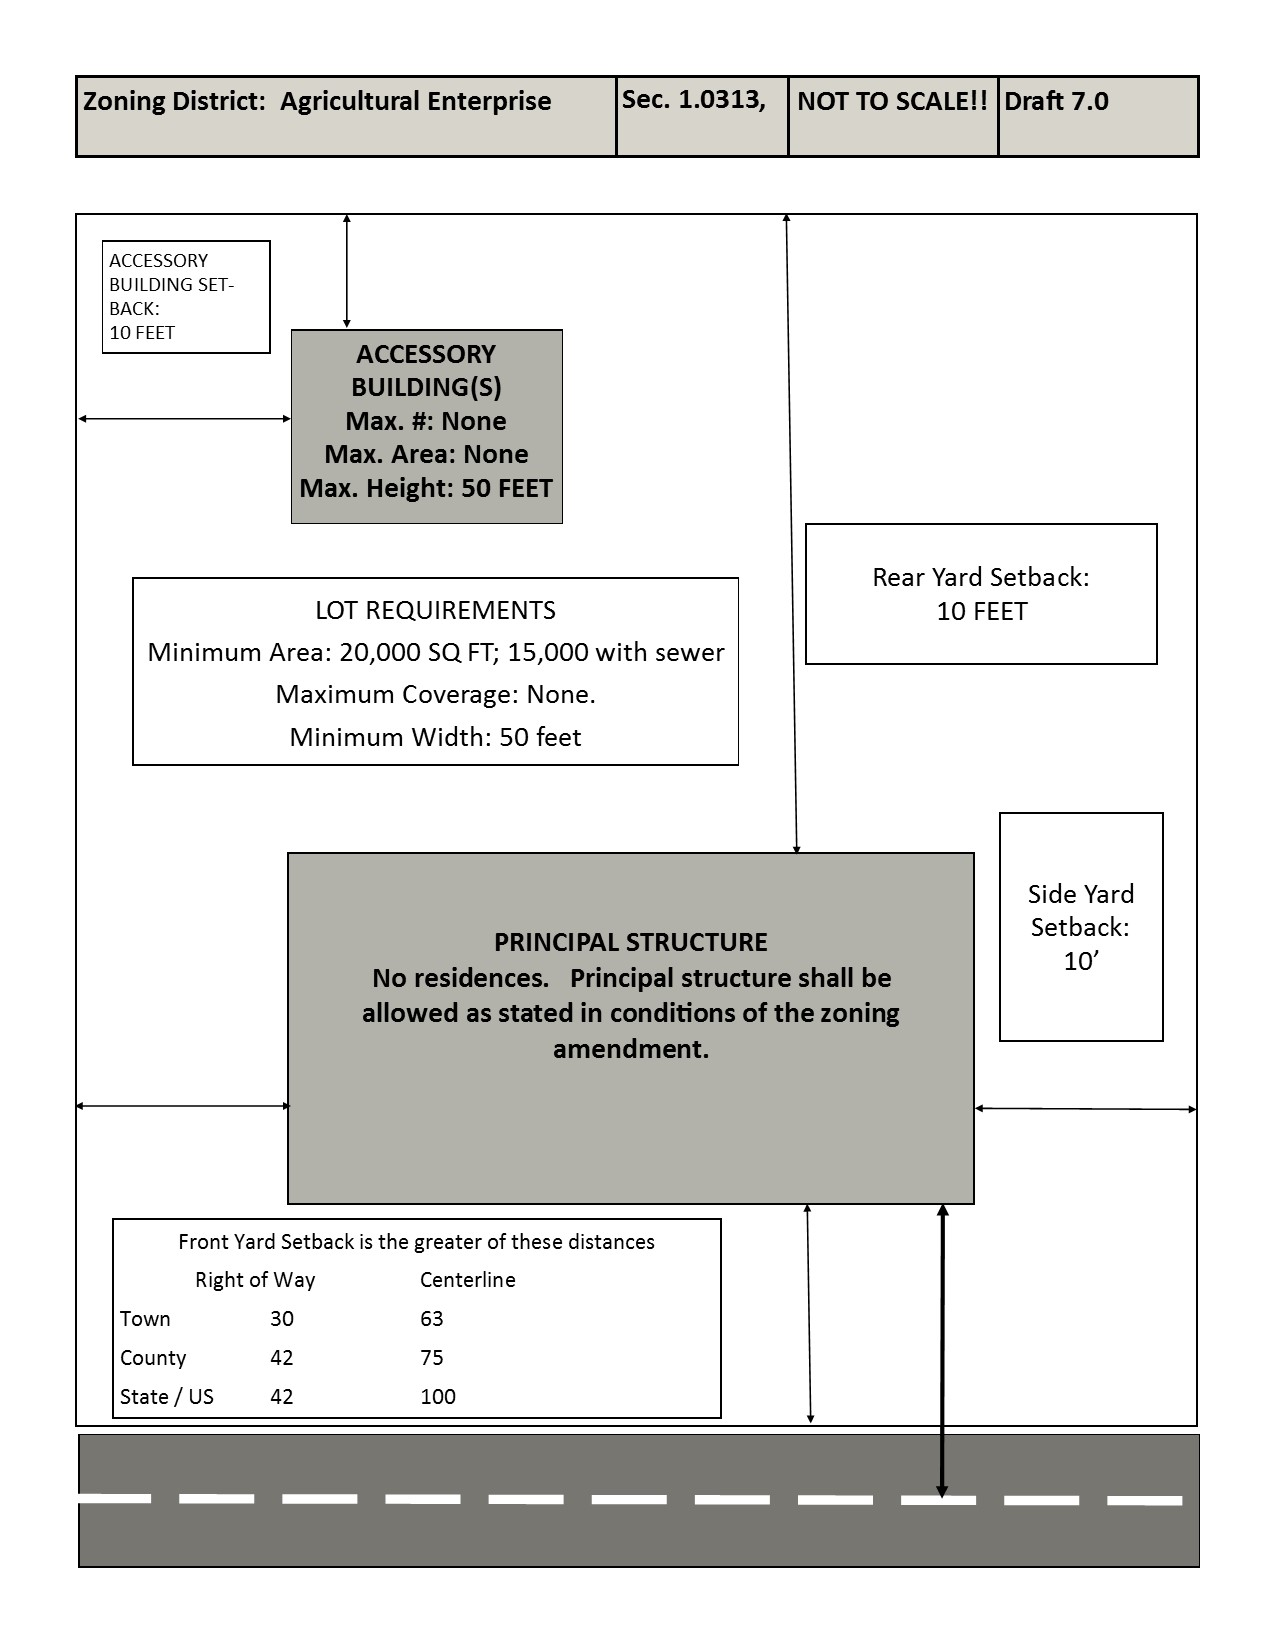 Zoning District:  Agricultural Enterprise
Sec. 1.0313,
NOT TO SCALE!!
Draft 7.0
ACCESSORY
BUILDING SET-
BACK:
10 FEET
ACCESSORY
BUILDING(S)
Max. #: None
Max. Area: None
Max. Height: 50 FEET
Rear Yard Setback:
10 FEET
LOT REQUIREMENTS
Minimum Area: 20,000 SQ FT; 15,000 with sewer
Maximum Coverage: None.
Minimum Width: 50 feet
Side Yard
Setback:
10’
PRINCIPAL STRUCTURE
No residences.   Principal structure shall be
allowed as stated in conditions of the zoning
amendment.
Front Yard Setback is the greater of these distances
Right of Way Centerline
Town 30 63
County 42 75
State / US 42 100